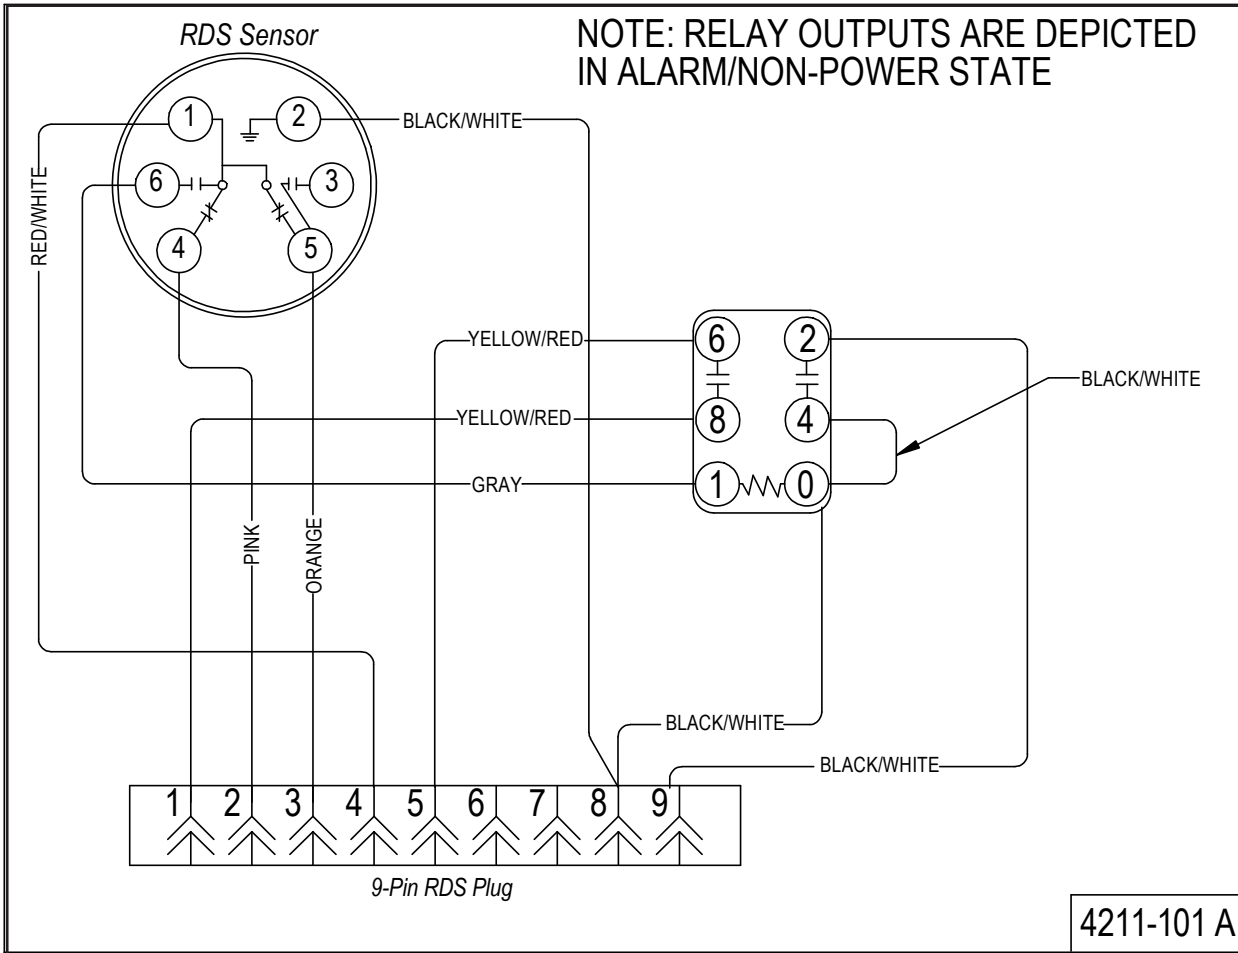 RDS Sensor
NOTE: RELAY OUTPUTS ARE DEPICTED
IN ALARM/NON-POWER STATE
1
2
BLACK/WHITE
RED/WHITE
6
3
4
5
YELLOW/RED
6
2
BLACK/WHITE
YELLOW/RED
8
4
GRAY
1
0
PINK
ORANGE
BLACK/WHITE
BLACK/WHITE
1 2 3 4 5 6 7 8 9
9-Pin RDS Plug
4211-101 A